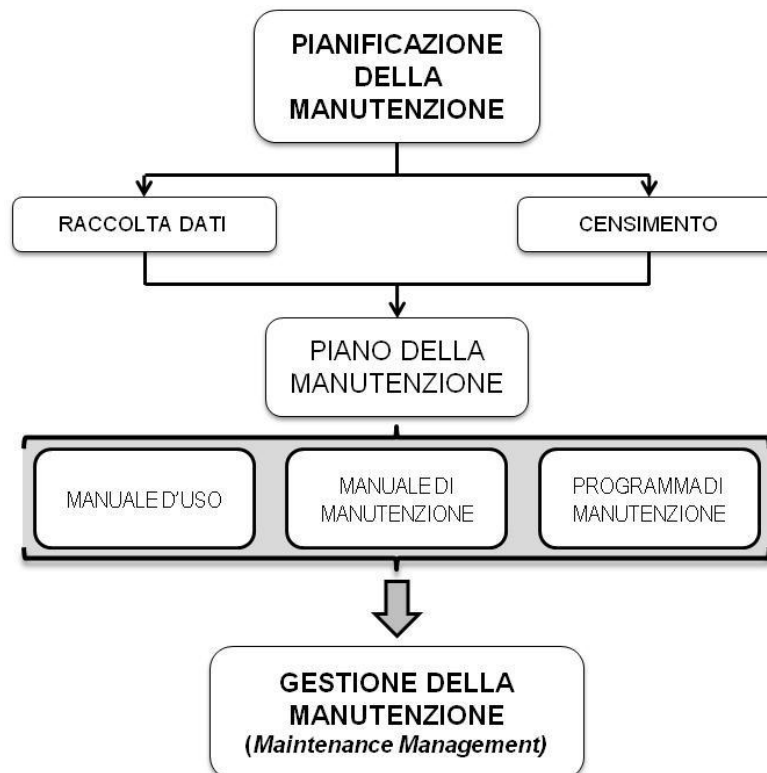 PIANIFICAZIONE
DELLA
MANUTENZIONE
RACCOLTA DATI
CENSIMENTO
PIANO DELLA
MANUTENZIONE
MANUALE D'USO
MANUALE DI
MANUTENZIONE
PROGRAMMA DI
MANUTENZIONE
GESTIONE DELLA
MANUTENZIONE
(Maintenance Management)